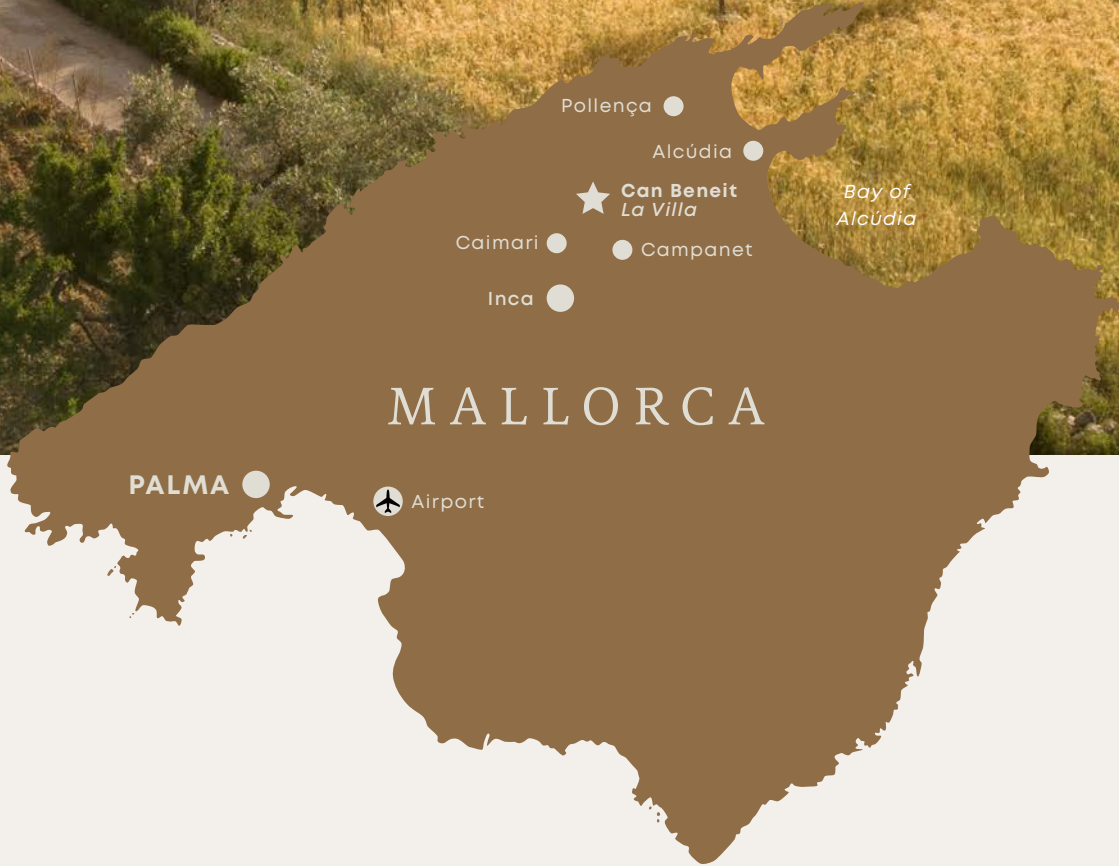 Pollença
Alcúdia
Can Beneit
La Villa
Bay of
Alcúdia
Caimari
Campanet
Inca
MALLORCA
PALMA
Airport